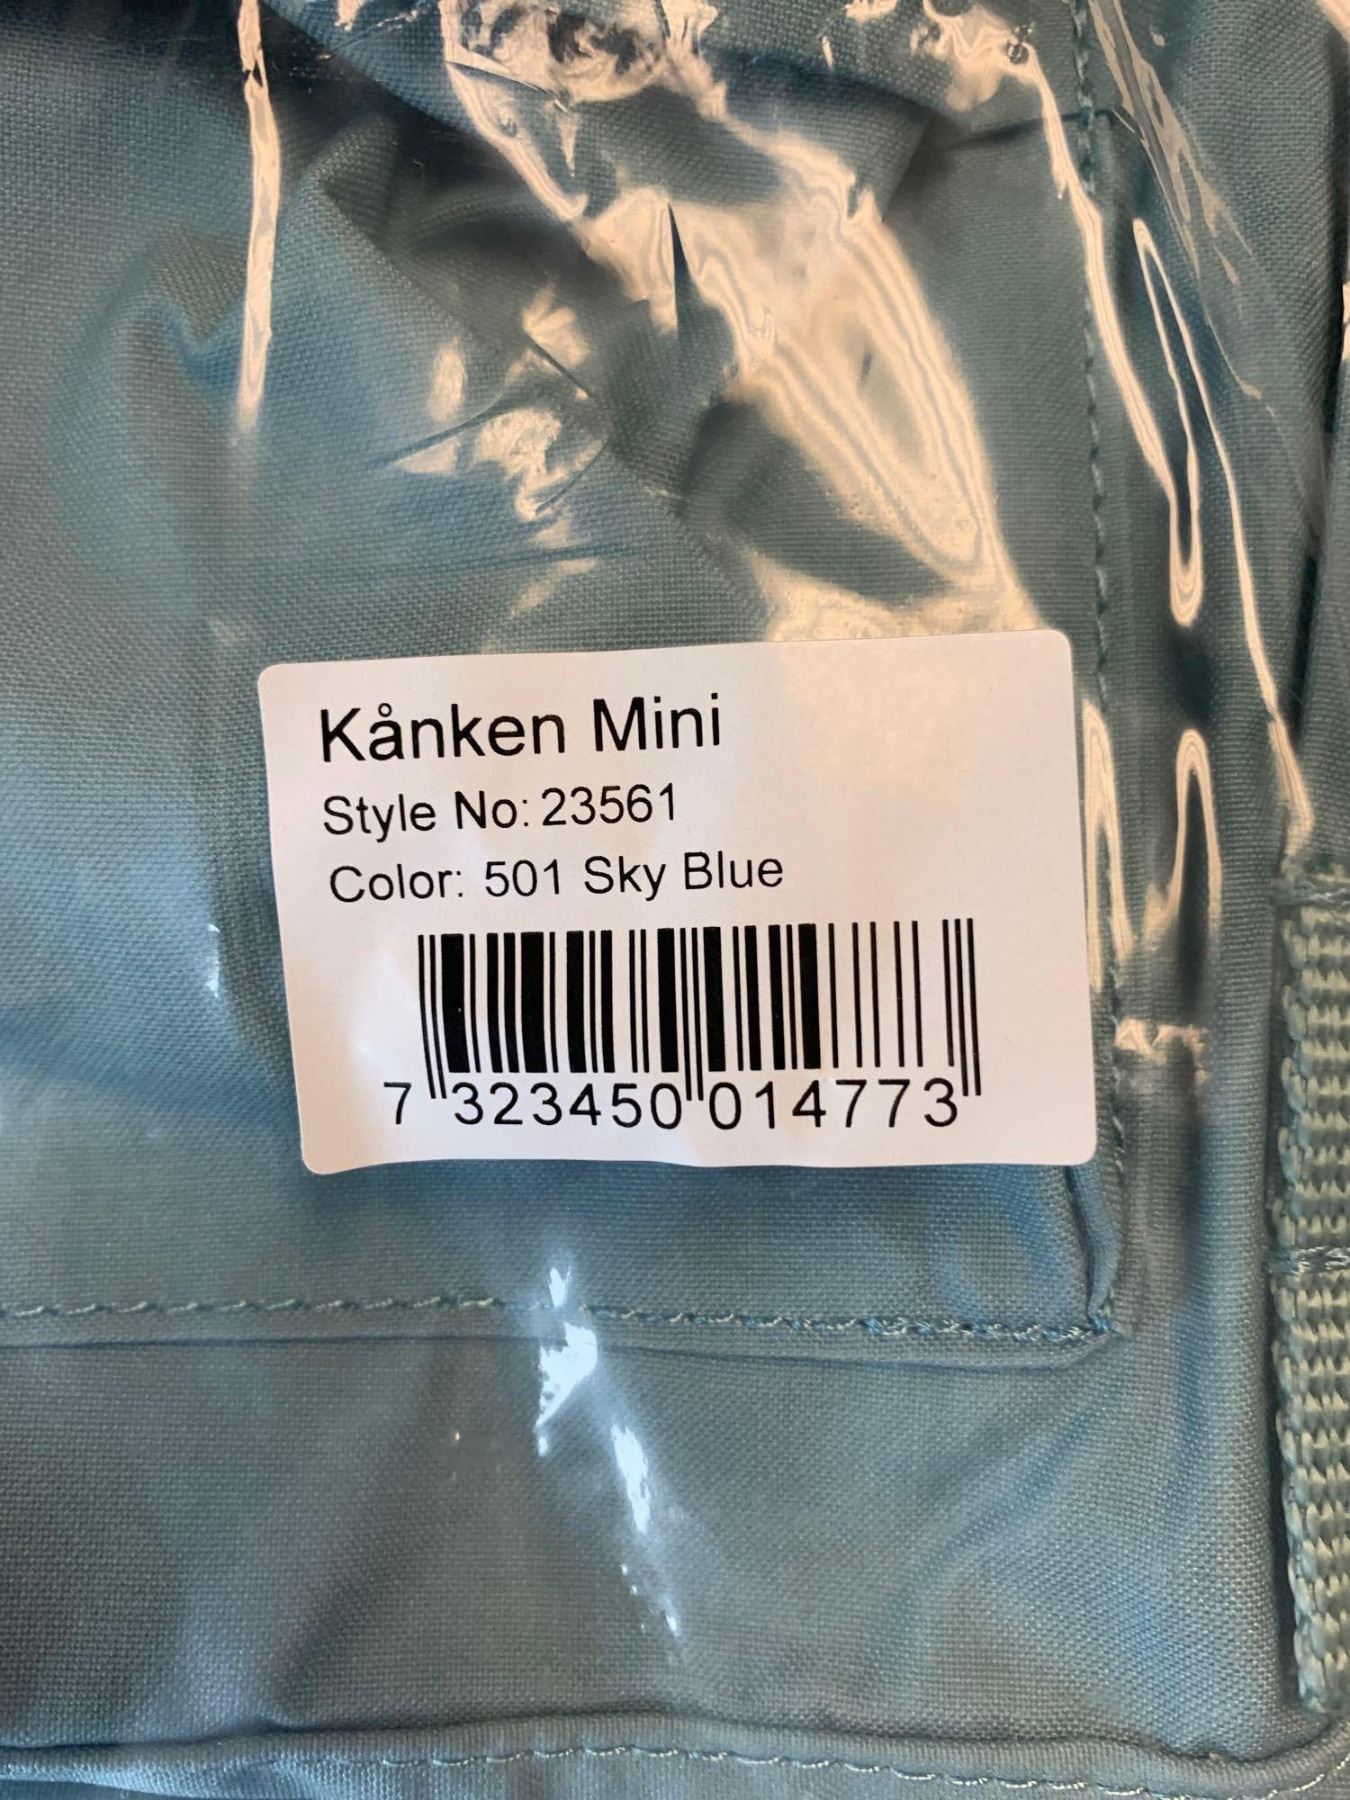 Kånken Mini
Style No: 23561
Color: 501 Sky Blue
7 323450 014773